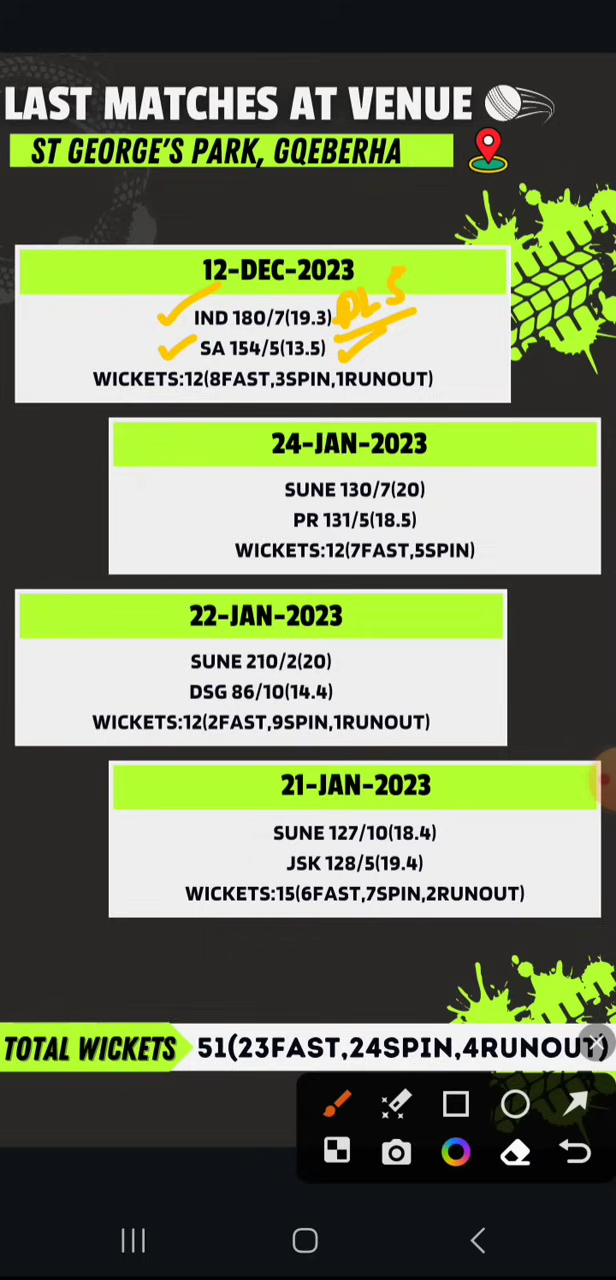 LAST MATCHES AT VENUE
ST GEORGE'S PARK, GQEBERHA
12-DEC-2023
IND 180/7(19.3) DLS
SA 154/5(13.5)
WICKETS:12(8FAST,3SPIN,1RUNOUT)
24-JAN-2023
SUNE 130/7(20)
PR 131/5(18.5)
WICKETS:12(7FAST,5SPIN)
22-JAN-2023
SUNE 210/2(20)
DSG 86/10(14.4)
WICKETS:12(2FAST,9SPIN,1RUNOUT)
21-JAN-2023
SUNE 127/10(18.4)
JSK 128/5(19.4)
WICKETS:15(6FAST,7SPIN,2RUNOUT)
TOTAL WICKETS 51(23FAST,24SPIN,4RUNOUT)